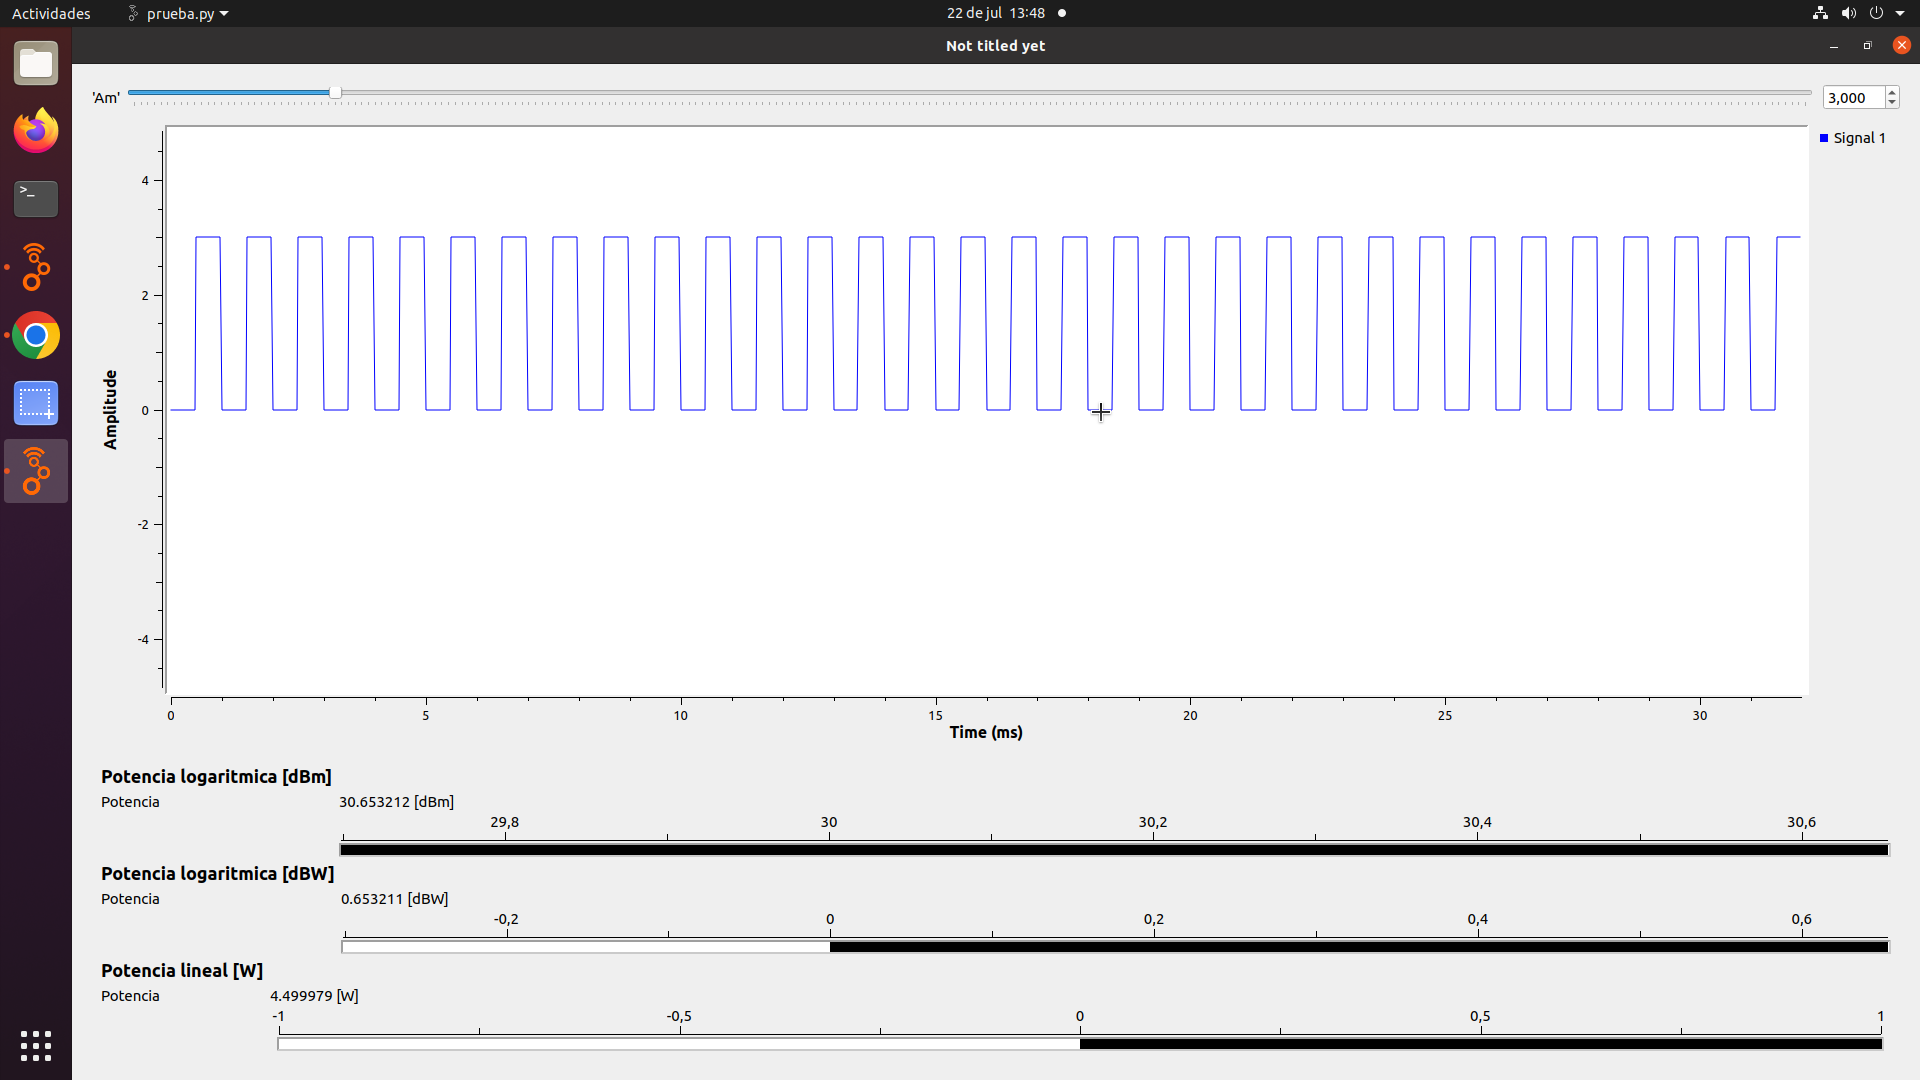 Actividades prueba.py 22 de jul 13:48
Not titled yet
'Am' 3,000
Signal 1
4
2
0
-2
-4
Amplitude
0 5 10 15 20 25 30
Time (ms)
Potencia logaritmica [dBm]
Potencia 30.653212 [dBm]
29,8 30 30,2 30,4 30,6
Potencia logaritmica [dBW]
Potencia 0.653211 [dBW]
-0,2 0 0,2 0,4 0,6
Potencia lineal [W]
Potencia 4.499979 [W]
-1 -0,5 0 0,5 1